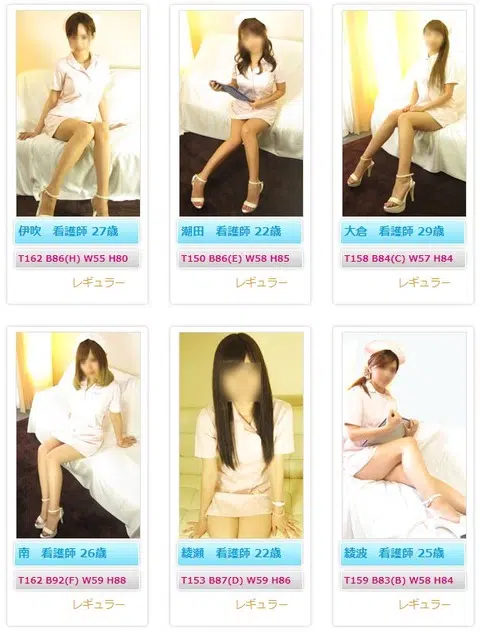 伊吹　看護師 27歳
T162 B86(H) W55 H80
レギュラー
潮田　看護師 22歳
T150 B86(E) W58 H85
レギュラー
大倉　看護師 29歳
T158 B84(C) W57 H84
レギュラー
南　看護師 26歳
T162 B92(F) W59 H88
レギュラー
綾瀬　看護師 22歳
T153 B87(D) W59 H86
レギュラー
綾波　看護師 25歳
T159 B83(B) W58 H84
レギュラー